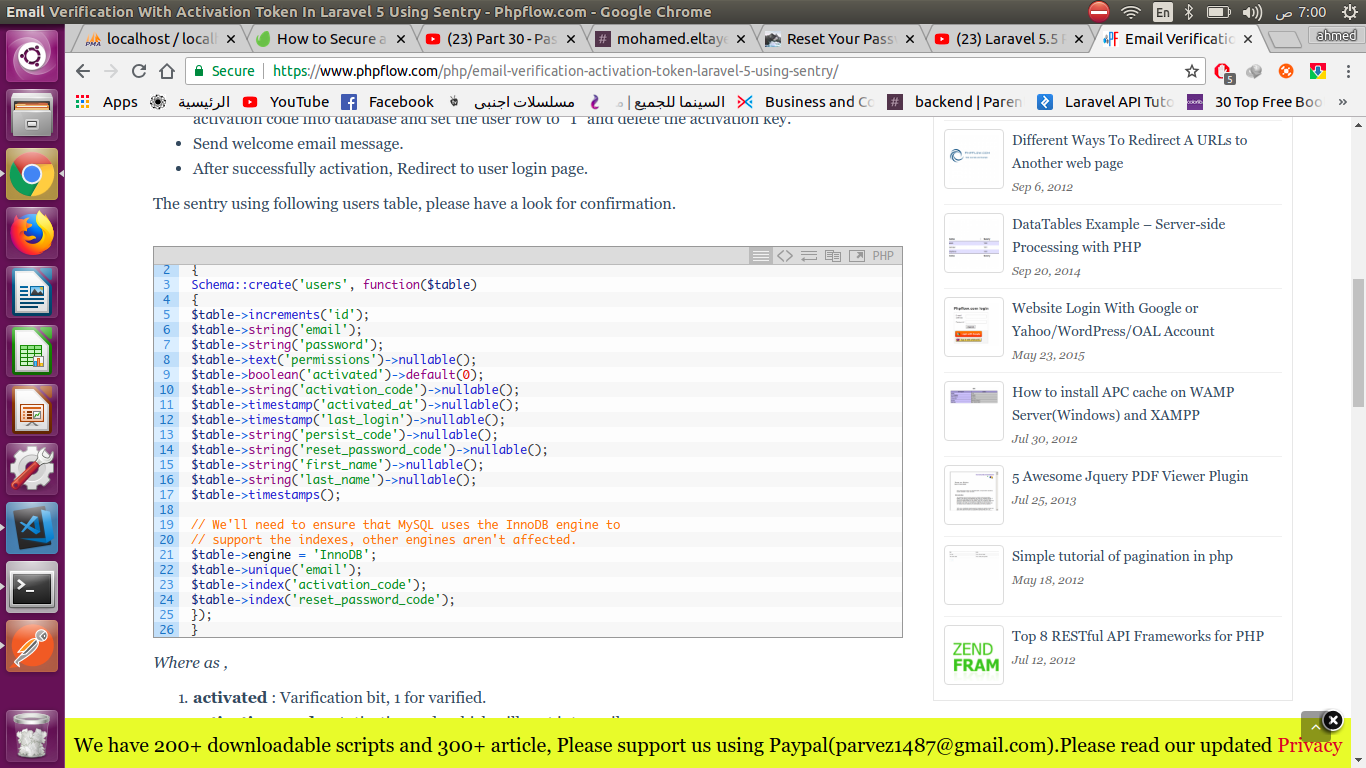 Email Verification With Activation Token In Laravel 5 Using Sentry - Phpflow.com - Google Chrome
En
7:00 ص
localhost / locall
How to Secure a
(23) Part 30 - Pas
mohamed.eltaye
Reset Your Pass
(23) Laravel 5.5 F
Email Verificatio
ahmed
Secure
https://www.phpflow.com/php/email-verification-activation-token-laravel-5-using-sentry/
5
Apps
الرئيسية
YouTube
Facebook
مسلسلات اجنبى
السينما للجميع | م
Business and Co
backend | Paren
Laravel API Tuto
30 Top Free Boo
»
activation code into database and set the user row to "1" and delete the activation key.
• Send welcome email message.
• After successfully activation, Redirect to user login page.
The sentry using following users table, please have a look for confirmation.
PHP
2 {
3 Schema::create('users', function($table)
4 {
5 $table->increments('id');
6 $table->string('email');
7 $table->string('password');
8 $table->text('permissions')->nullable();
9 $table->boolean('activated')->default(0);
10 $table->string('activation_code')->nullable();
11 $table->timestamp('activated_at')->nullable();
12 $table->timestamp('last_login')->nullable();
13 $table->string('persist_code')->nullable();
14 $table->string('reset_password_code')->nullable();
15 $table->string('first_name')->nullable();
16 $table->string('last_name')->nullable();
17 $table->timestamps();
18
19 // We'll need to ensure that MySQL uses the InnoDB engine to
20 // support the indexes, other engines aren't affected.
21 $table->engine = 'InnoDB';
22 $table->unique('email');
23 $table->index('activation_code');
24 $table->index('reset_password_code');
25 });
26 }
Where as ,
1. activated : Varification bit, 1 for varified.
Different Ways To Redirect A URLs to
Another web page
Sep 6, 2012
DataTables Example – Server-side
Processing with PHP
Sep 20, 2014
Website Login With Google or
Yahoo/WordPress/OAL Account
May 23, 2015
How to install APC cache on WAMP
Server(Windows) and XAMPP
Jul 30, 2012
5 Awesome Jquery PDF Viewer Plugin
Jul 25, 2013
Simple tutorial of pagination in php
May 18, 2012
ZEND
FRAM
Top 8 RESTful API Frameworks for PHP
Jul 12, 2012
We have 200+ downloadable scripts and 300+ article, Please support us using Paypal(parvez1487@gmail.com).Please read our updated Privacy